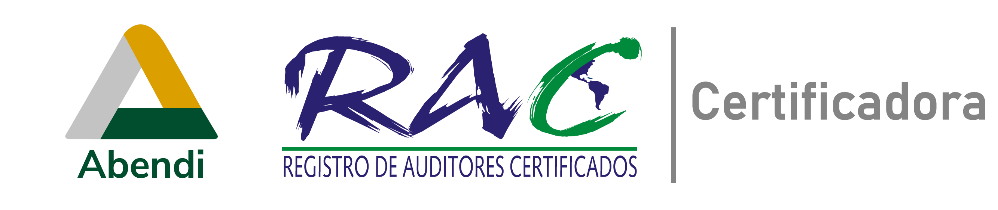 Abendi
RAC
REGISTRO DE AUDITORES CERTIFICADOS
Certificadora